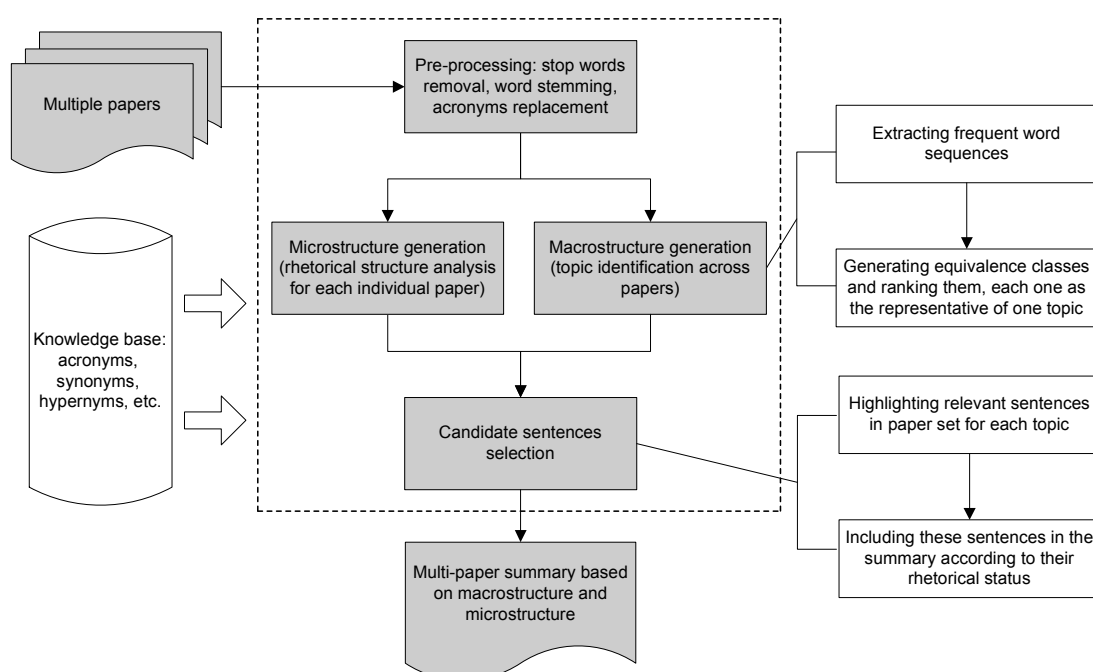 Multiple papers
Pre-processing: stop words
removal, word stemming,
acronyms replacement
Extracting frequent word
sequences
Microstructure generation
(rhetorical structure analysis
for each individual paper)
Macrostructure generation
(topic identification across
papers)
Generating equivalence classes
and ranking them, each one as
the representative of one topic
Knowledge base:
acronyms,
synonyms,
hypernyms, etc.
Candidate sentences
selection
Highlighting relevant sentences
in paper set for each topic
Including these sentences in the
summary according to their
rhetorical status
Multi-paper summary based
on macrostructure and
microstructure